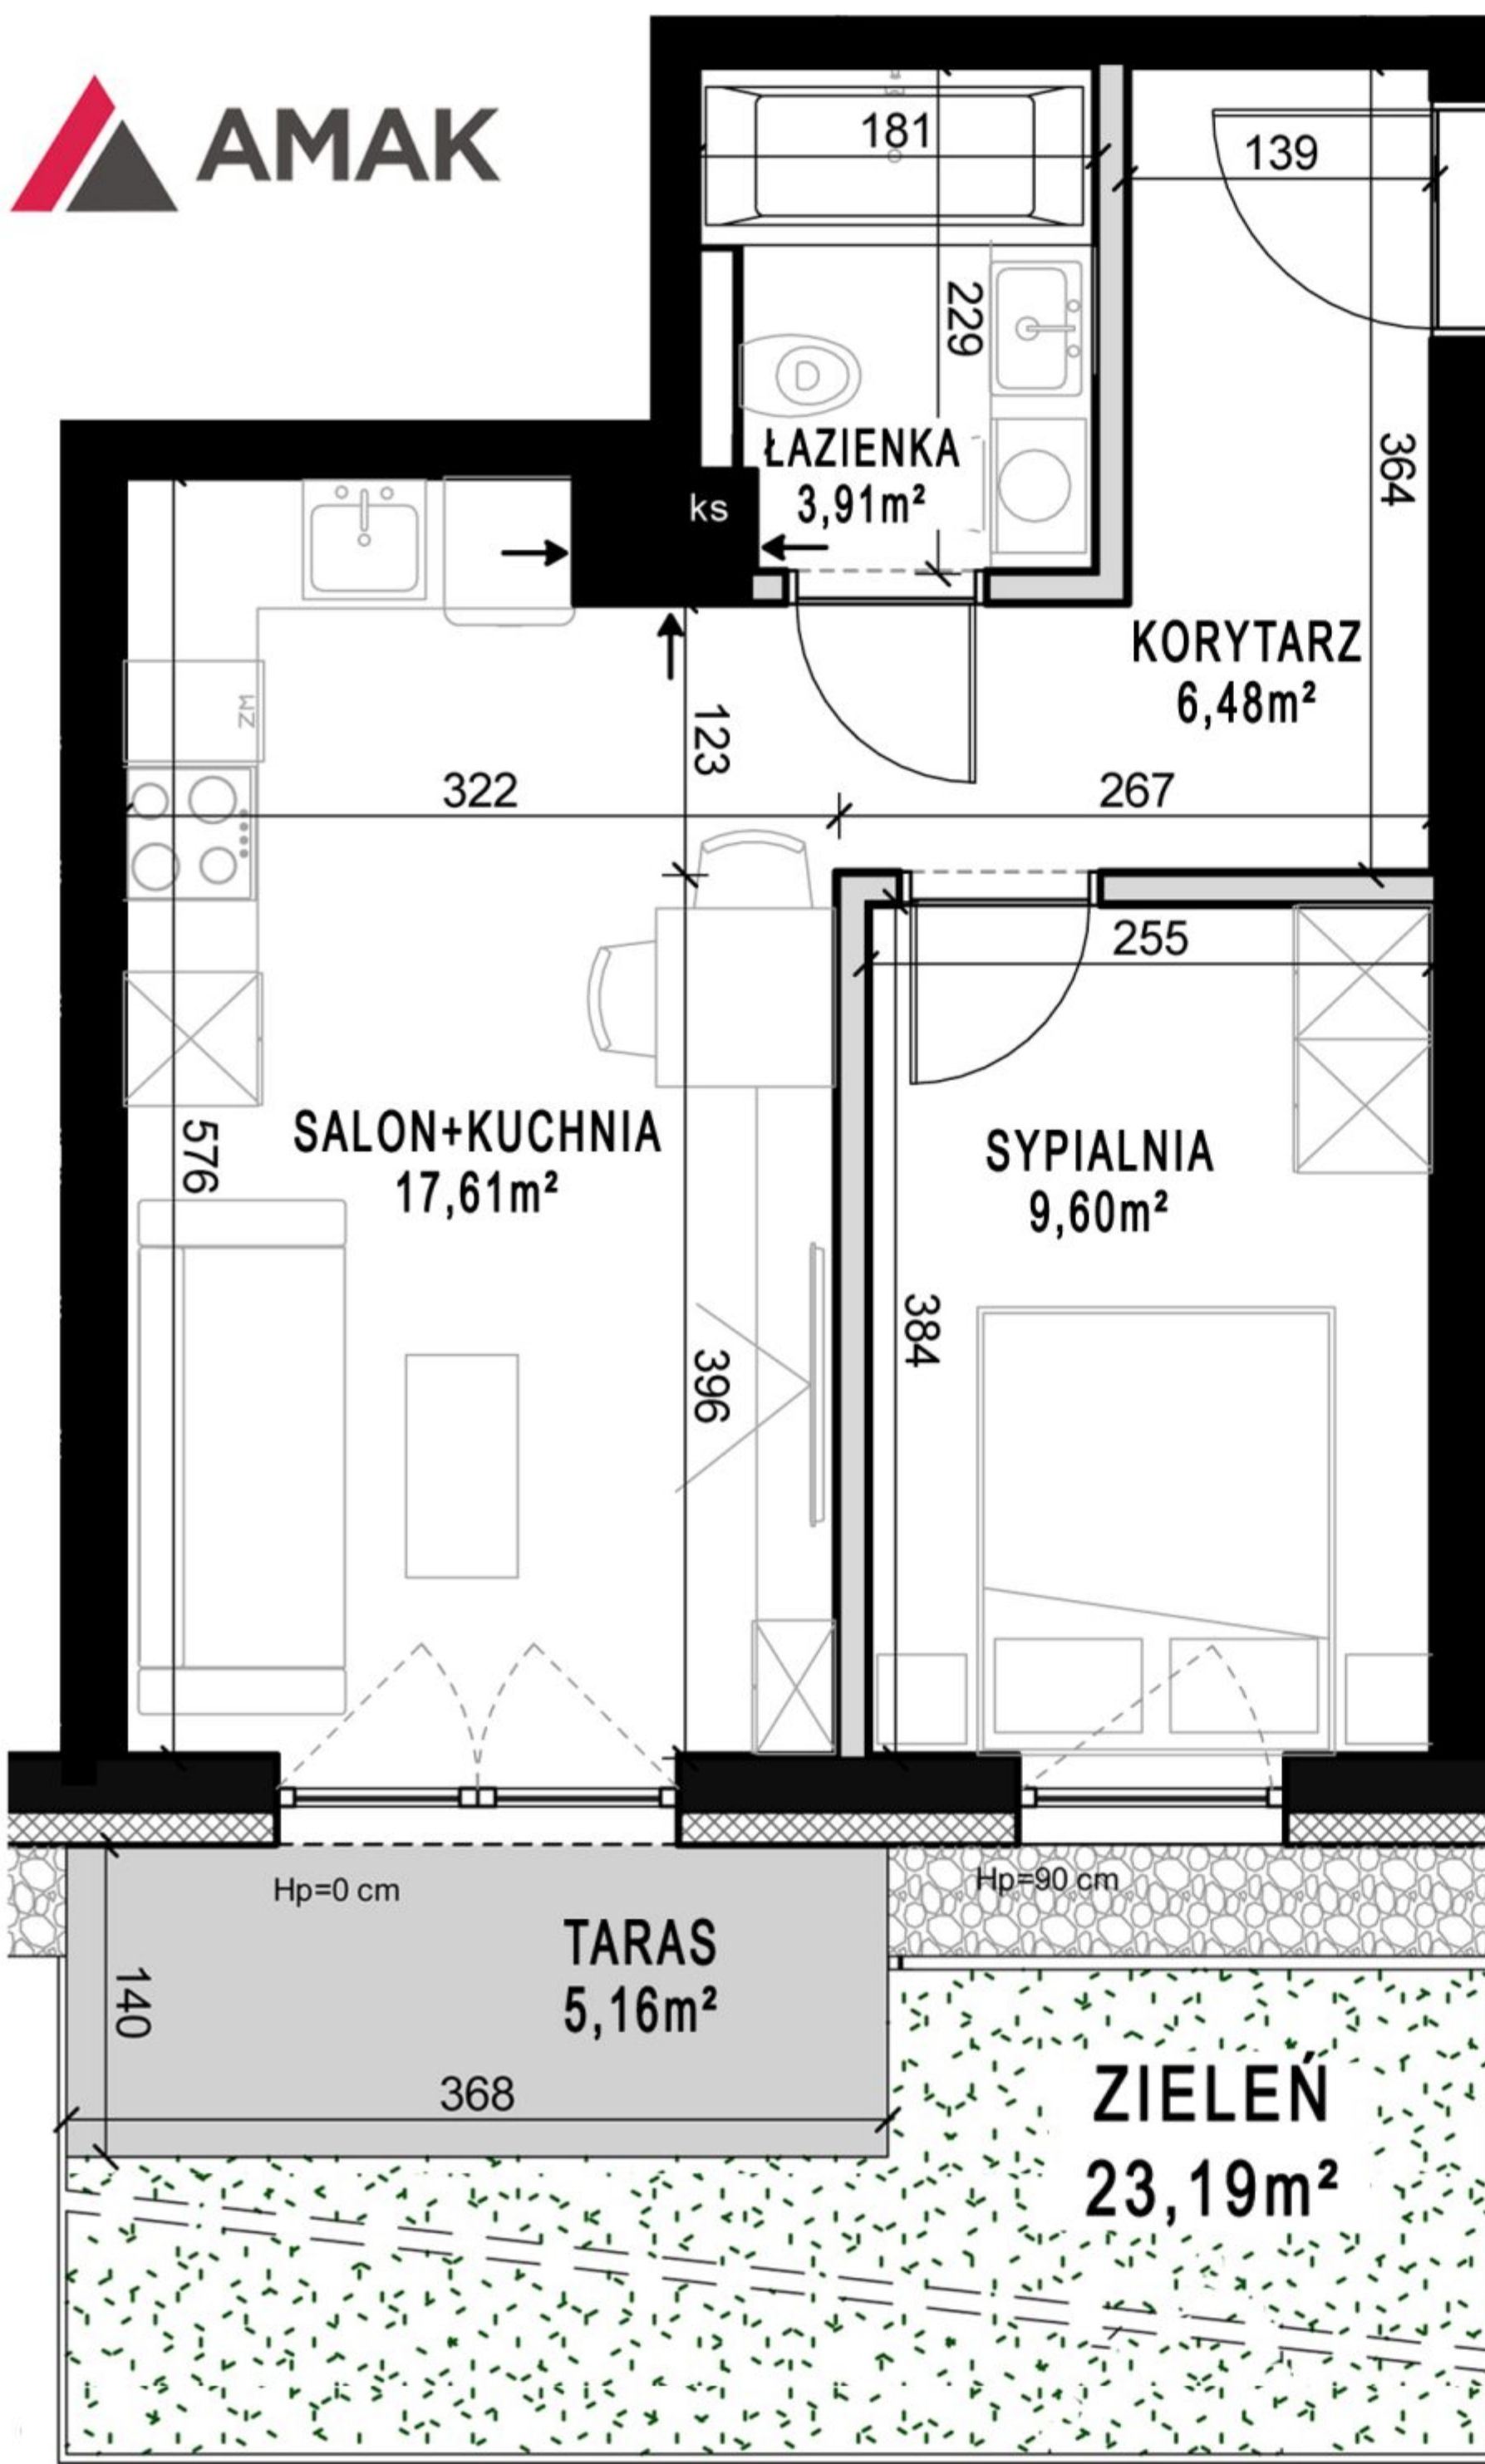 AMAK
181
139
229
364
ŁAZIENKA
3,91m²
ks
KORYTARZ
6,48m²
ZM
123
322
267
255
576
SALON+KUCHNIA
17,61m²
SYPIALNIA
9,60m²
384
396
Hp=0 cm
Hp=90 cm
TARAS
5,16m²
140
368
ZIELEŃ
23,19m²